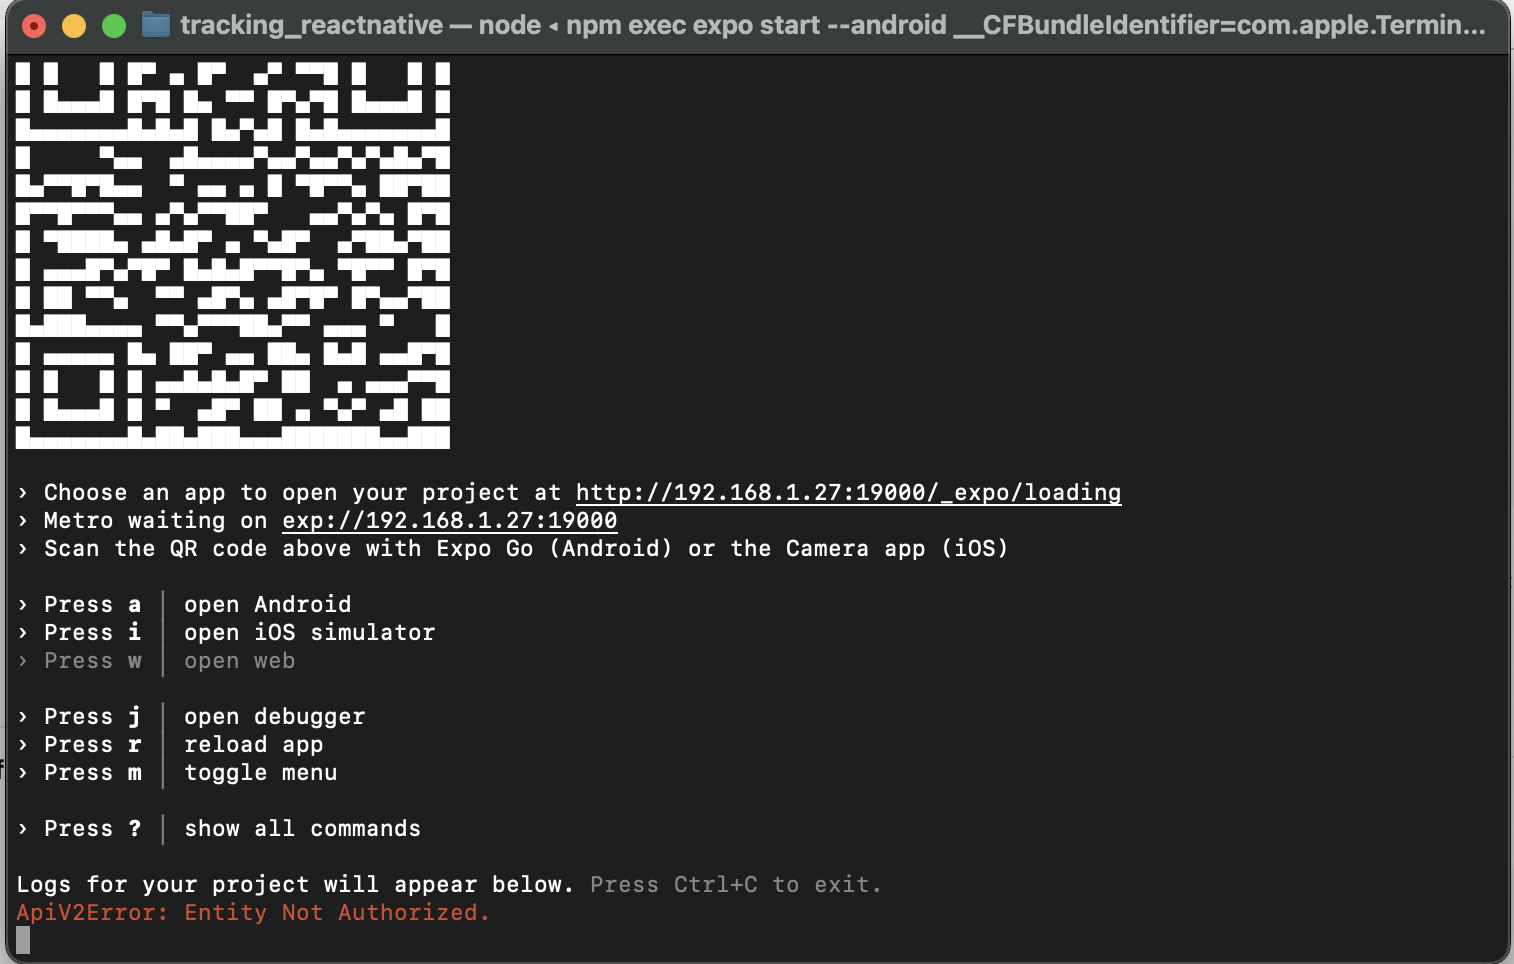 tracking_reactnative — node ◂ npm exec expo start --android __CFBundleIdentifier=com.apple.Termin...
› Choose an app to open your project at http://192.168.1.27:19000/_expo/loading
› Metro waiting on exp://192.168.1.27:19000
› Scan the QR code above with Expo Go (Android) or the Camera app (iOS)
› Press a │ open Android
› Press i │ open iOS simulator
› Press w │ open web
› Press j │ open debugger
› Press r │ reload app
› Press m │ toggle menu
› Press ? │ show all commands
Logs for your project will appear below. Press Ctrl+C to exit.
ApiV2Error: Entity Not Authorized.